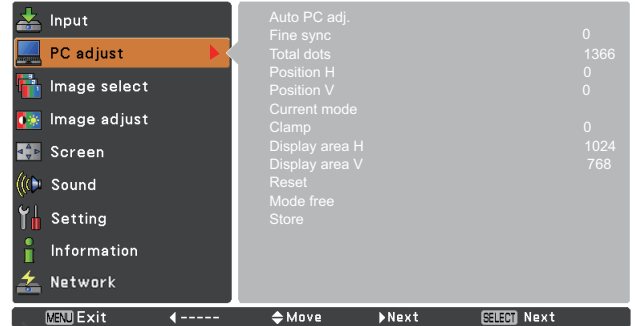 Input
PC adjust
Image select
Image adjust
Screen
Sound
Setting
Information
Network
Auto PC adj.
Fine sync 0
Total dots 1366
Position H 0
Position V 0
Current mode
Clamp 0
Display area H 1024
Display area V 768
Reset
Mode free
Store
MENU Exit ----- Move Next SELECT Next